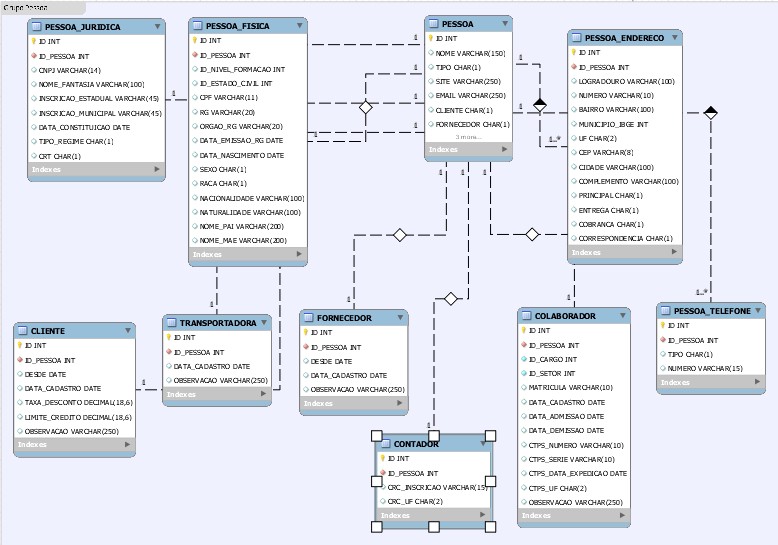 Grupo Pessoa
PESSOA_JURIDICA
ID INT
ID_PESSOA INT
CNPJ VARCHAR(14)
NOME_FANTASIA VARCHAR(100)
INSCRICAO_ESTADUAL VARCHAR(45)
INSCRICAO_MUNICIPAL VARCHAR(45)
DATA_CONSTITUICAO DATE
TIPO_REGIME CHAR(1)
CRT CHAR(1)
Indexes
PESSOA_FISICA
ID INT
ID_PESSOA INT
ID_NIVEL_FORMACAO INT
ID_ESTADO_CIVIL INT
CPF VARCHAR(11)
RG VARCHAR(20)
ORGAO_RG VARCHAR(20)
DATA_EMISSAO_RG DATE
DATA_NASCIMENTO DATE
SEXO CHAR(1)
RACA CHAR(1)
NACIONALIDADE VARCHAR(100)
NATURALIDADE VARCHAR(100)
NOME_PAI VARCHAR(200)
NOME_MAE VARCHAR(200)
Indexes
PESSOA
ID INT
NOME VARCHAR(150)
TIPO CHAR(1)
SITE VARCHAR(250)
EMAIL VARCHAR(250)
CLIENTE CHAR(1)
FORNECEDOR CHAR(1)
3 more...
Indexes
PESSOA_ENDERECO
ID INT
ID_PESSOA INT
LOGRADOURO VARCHAR(100)
NUMERO VARCHAR(10)
BAIRRO VARCHAR(100)
MUNICIPIO_IBGE INT
UF CHAR(2)
CEP VARCHAR(8)
CIDADE VARCHAR(100)
COMPLEMENTO VARCHAR(100)
PRINCIPAL CHAR(1)
ENTREGA CHAR(1)
COBRANCA CHAR(1)
CORRESPONDENCIA CHAR(1)
Indexes
1..*
1..*
CLIENTE
ID INT
ID_PESSOA INT
DESDE DATE
DATA_CADASTRO DATE
TAXA_DESCONTO DECIMAL(18,6)
LIMITE_CREDITO DECIMAL(18,6)
OBSERVACAO VARCHAR(250)
Indexes
TRANSPORTADORA
ID INT
ID_PESSOA INT
DATA_CADASTRO DATE
OBSERVACAO VARCHAR(250)
Indexes
FORNECEDOR
ID INT
ID_PESSOA INT
DESDE DATE
DATA_CADASTRO DATE
OBSERVACAO VARCHAR(250)
Indexes
CONTADOR
ID INT
ID_PESSOA INT
CRC_INSCRICAO VARCHAR(15)
CRC_UF CHAR(2)
Indexes
COLABORADOR
ID INT
ID_PESSOA INT
ID_CARGO INT
ID_SETOR INT
MATRICULA VARCHAR(10)
DATA_CADASTRO DATE
DATA_ADMISSAO DATE
DATA_DEMISSAO DATE
CTPS_NUMERO VARCHAR(10)
CTPS_SERIE VARCHAR(10)
CTPS_DATA_EXPEDICAO DATE
CTPS_UF CHAR(2)
OBSERVACAO VARCHAR(250)
Indexes
PESSOA_TELEFONE
ID INT
ID_PESSOA INT
TIPO CHAR(1)
NUMERO VARCHAR(15)
Indexes